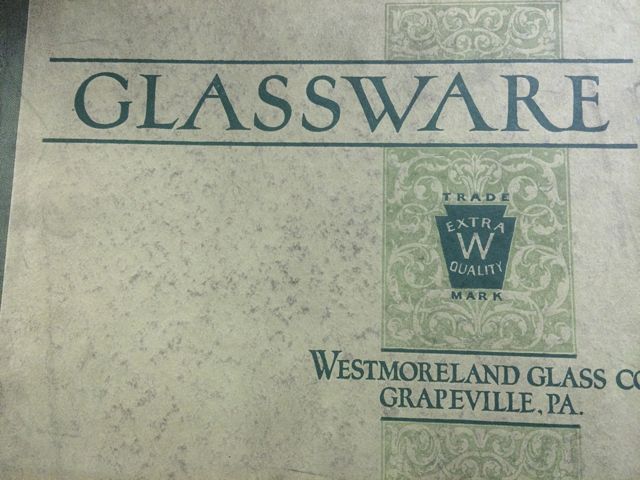 GLASSWARE
TRADE
EXTRA
W
QUALITY
MARK
WESTMORELAND GLASS CO
GRAPEVILLE, PA.